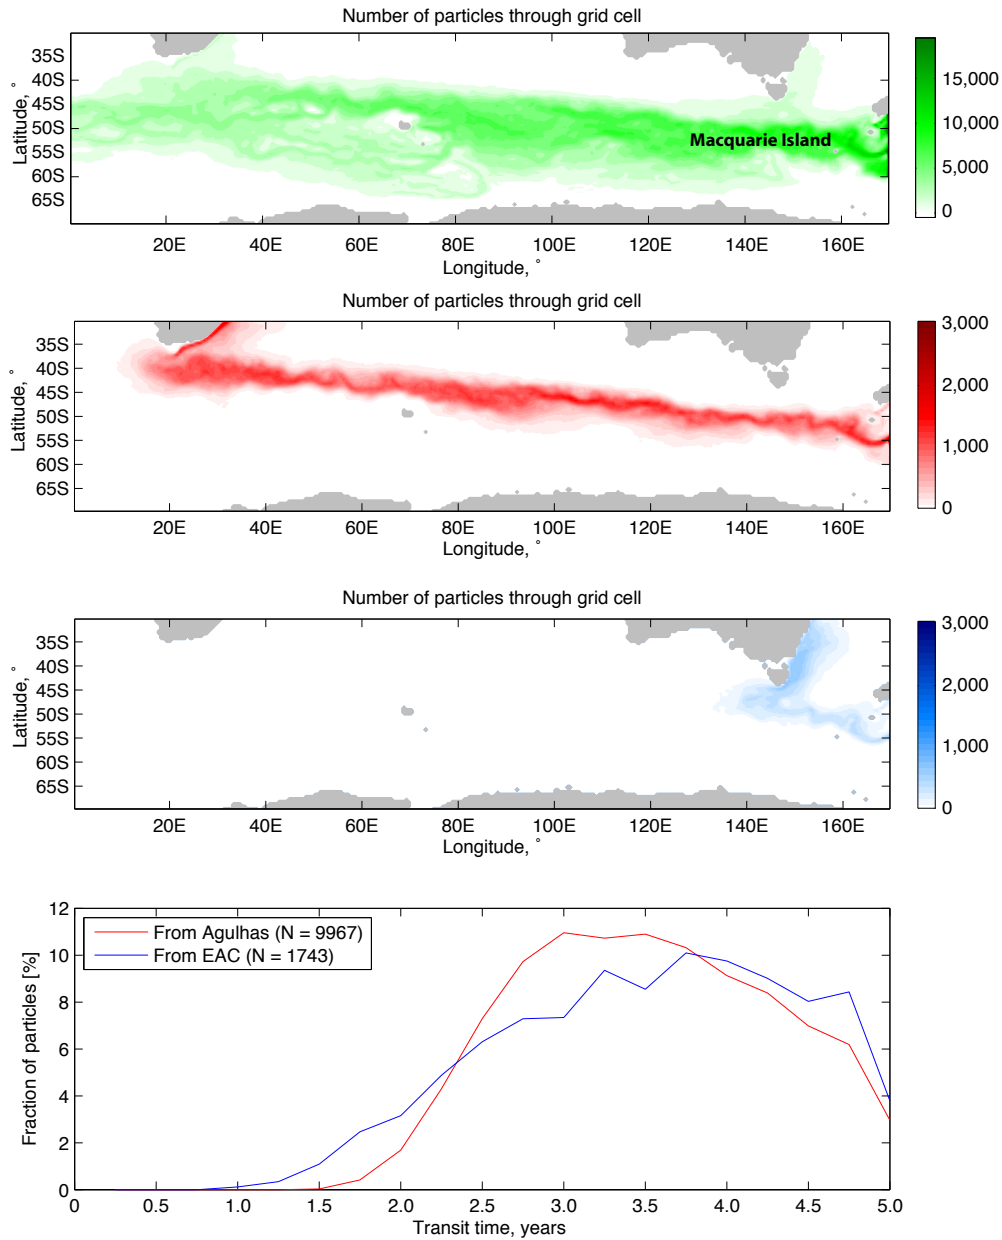 Number of particles through grid cell
35S
40S
45S
50S
55S
60S
65S
Latitude, °
Macquarie Island
20E 40E 60E 80E 100E 120E 140E 160E
Longitude, °
15,000
10,000
5,000
0
Number of particles through grid cell
35S
40S
45S
50S
55S
60S
65S
Latitude, °
20E 40E 60E 80E 100E 120E 140E 160E
Longitude, °
3,000
2,000
1,000
0
Number of particles through grid cell
35S
40S
45S
50S
55S
60S
65S
Latitude, °
20E 40E 60E 80E 100E 120E 140E 160E
Longitude, °
3,000
2,000
1,000
0
12
10
8
6
4
2
0
Fraction of particles [%]
From Agulhas (N = 9967)
From EAC (N = 1743)
0 0.5 1.0 1.5 2.0 2.5 3.0 3.5 4.0 4.5 5.0
Transit time, years